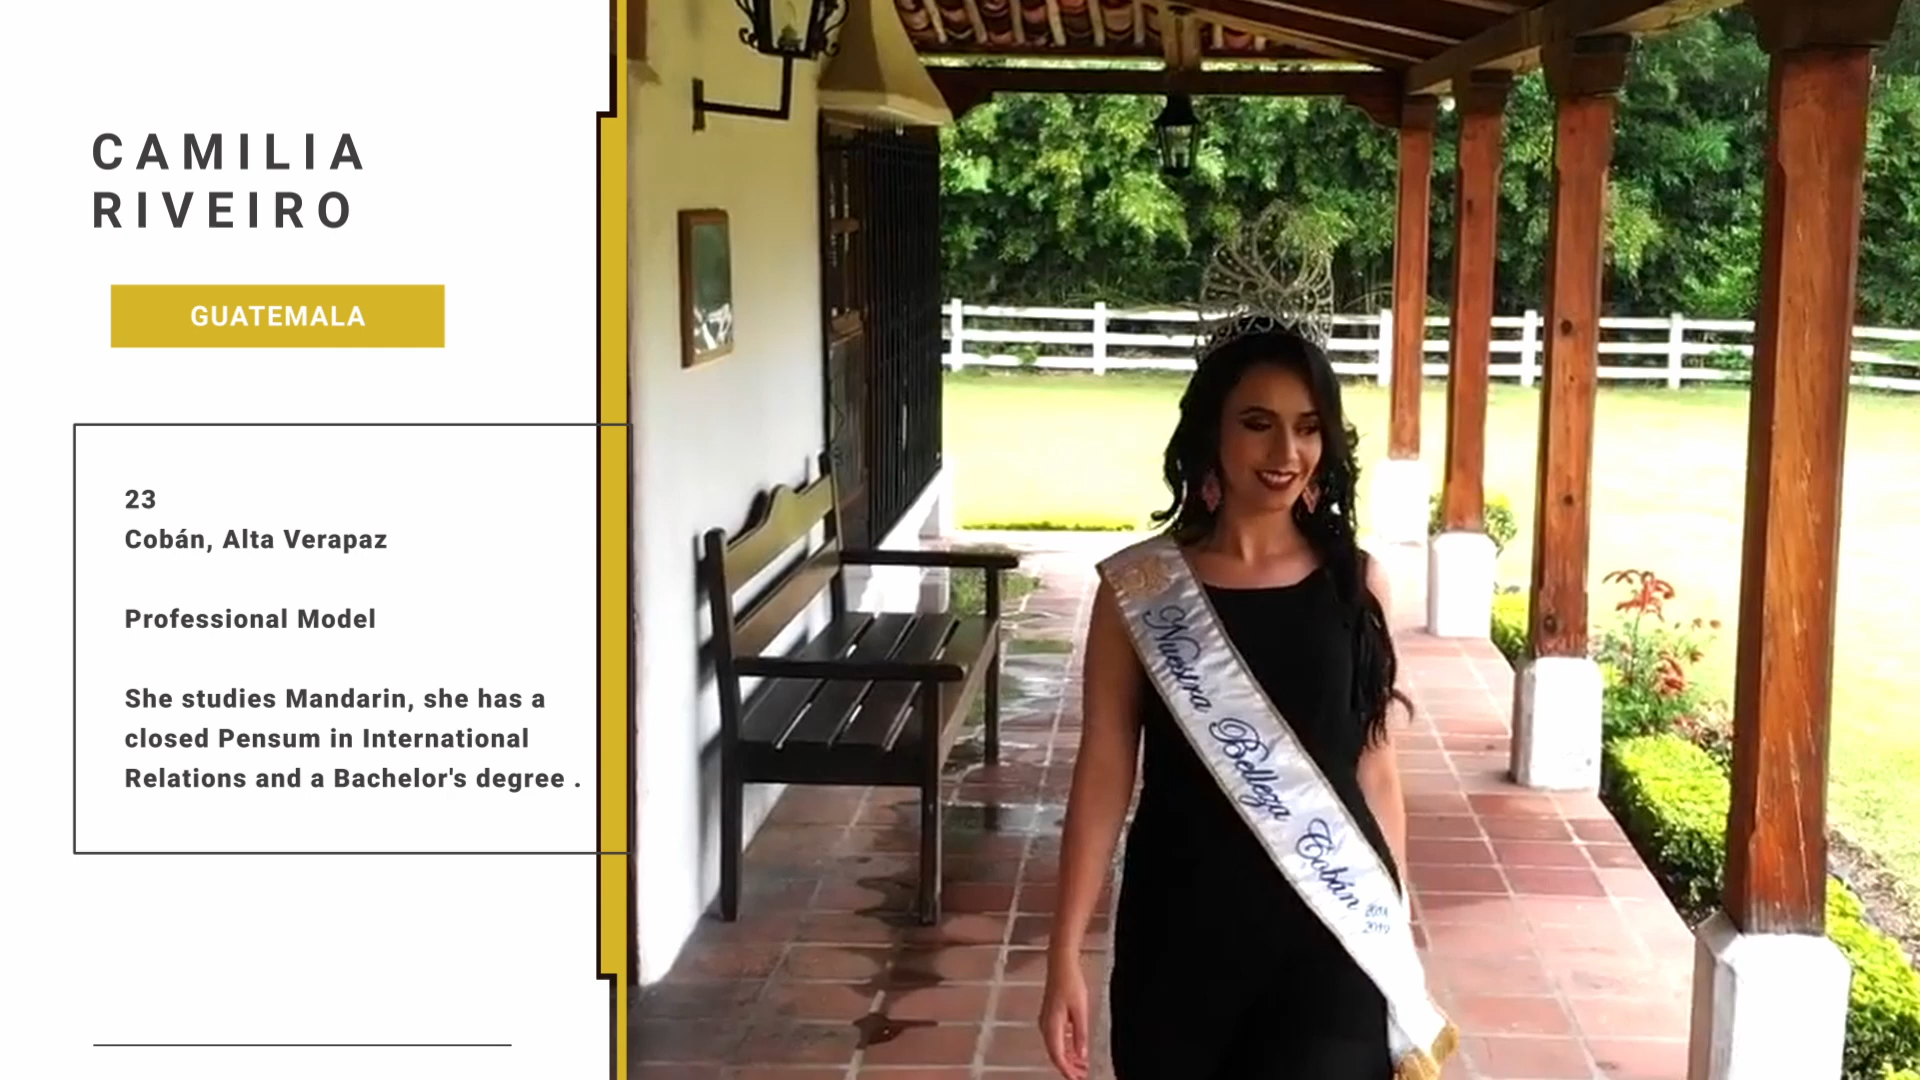 CAMILIA
RIVEIRO
GUATEMALA
23
Cobán, Alta Verapaz
Professional Model
She studies Mandarin, she has a
closed Pensum in International
Relations and a Bachelor's degree .
Nuestra Belleza Cobán
2019